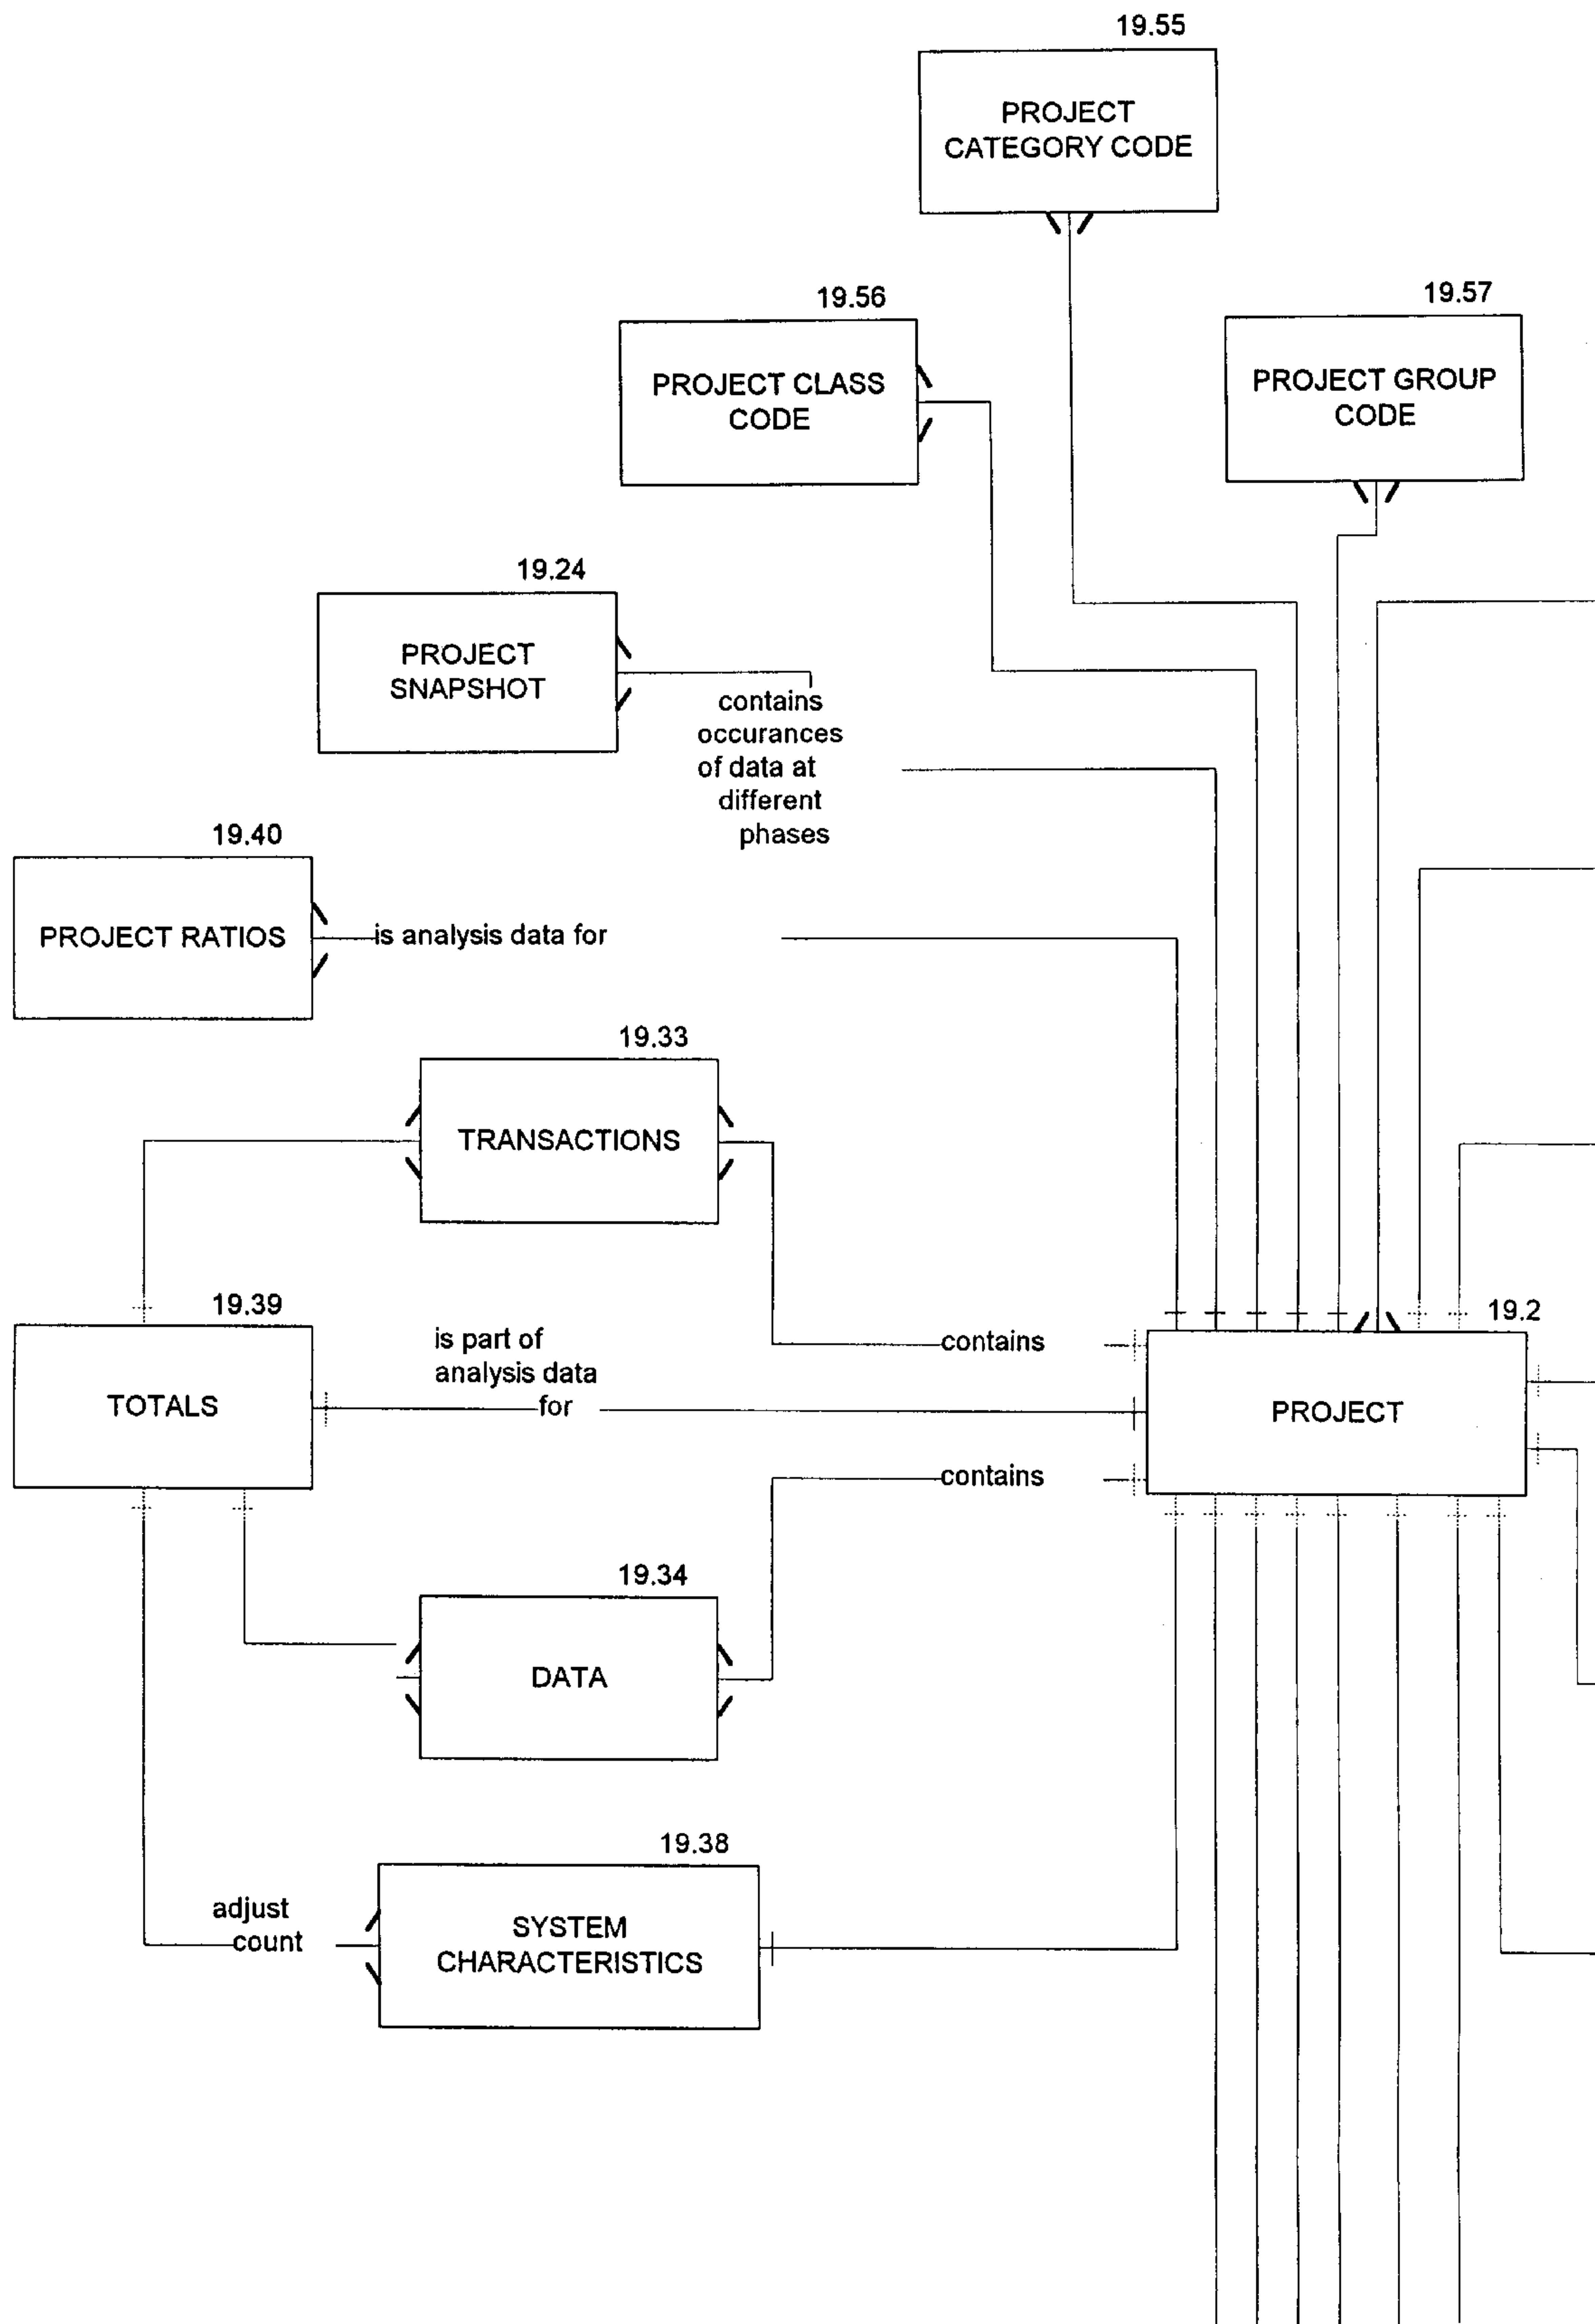 19.55
PROJECT
CATEGORY CODE
19.56
PROJECT CLASS
CODE
19.57
PROJECT GROUP
CODE
19.24
PROJECT
SNAPSHOT
contains
occurances
of data at
different
phases
19.40
PROJECT RATIOS
is analysis data for
19.33
TRANSACTIONS
19.39
TOTALS
is part of
analysis data
for
contains
19.2
PROJECT
contains
19.34
DATA
19.38
SYSTEM
CHARACTERISTICS
adjust
count